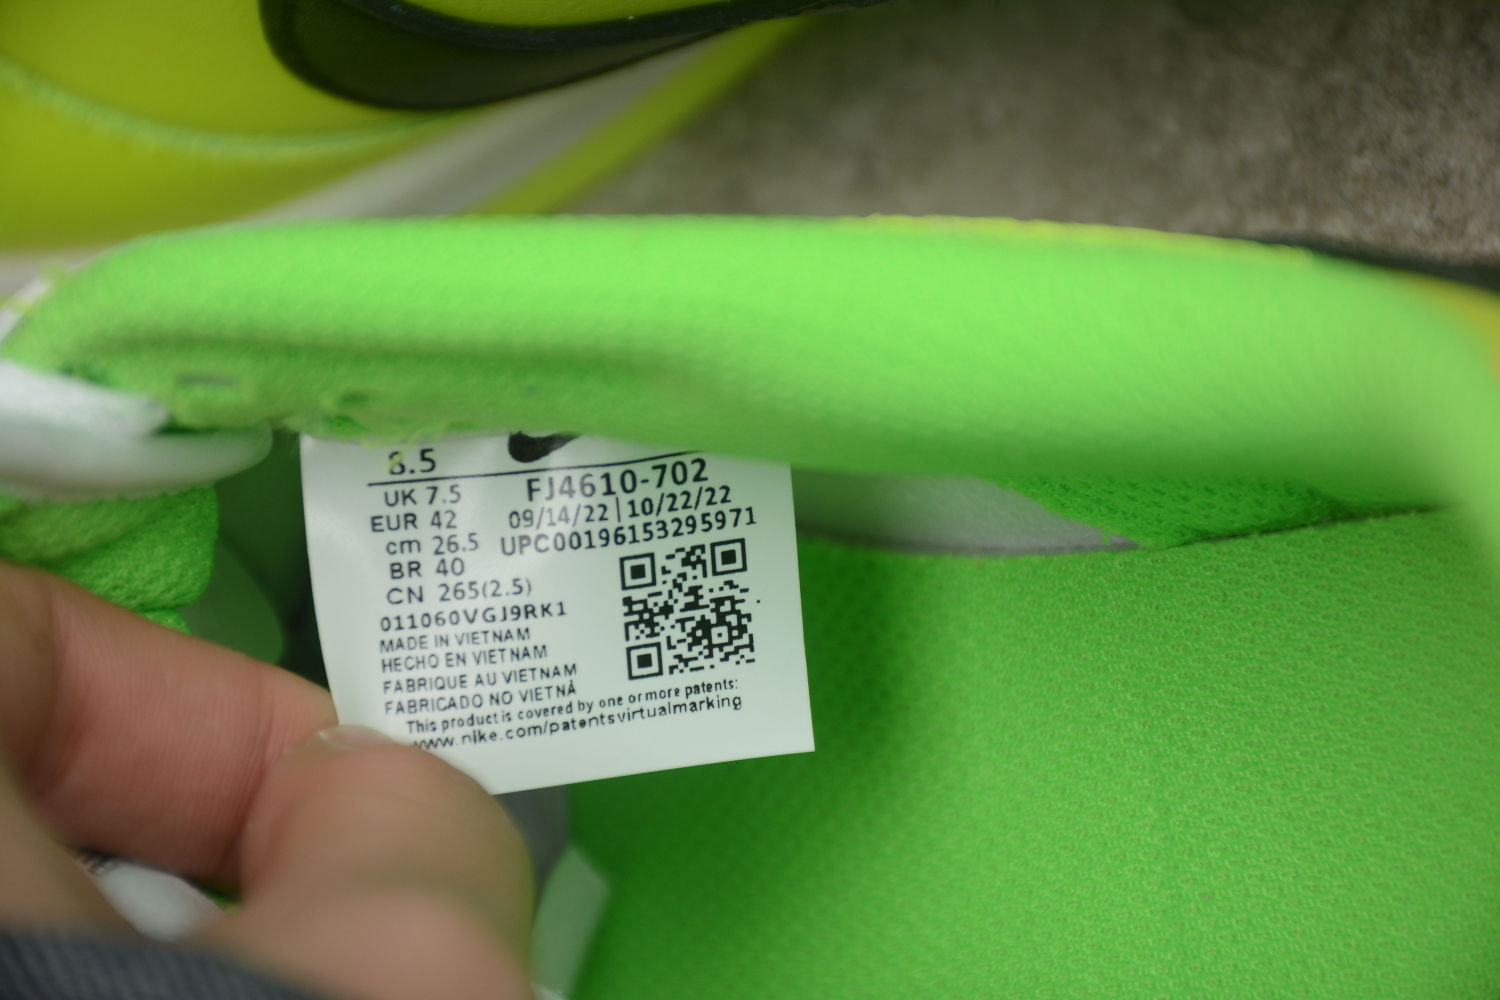 8.5
UK 7.5
EUR 42
cm 26.5
BR 40
CN 265(2.5)
FJ4610-702
09/14/22 | 10/22/22
UPC00196153295971
011060VGJ9RK1
MADE IN VIETNAM
HECHO EN VIETNAM
FABRIQUE AU VIETNAM
FABRICADO NO VIETNÃ
This product is covered by one or more patents:
www.nike.com/patentsvirtualmarking